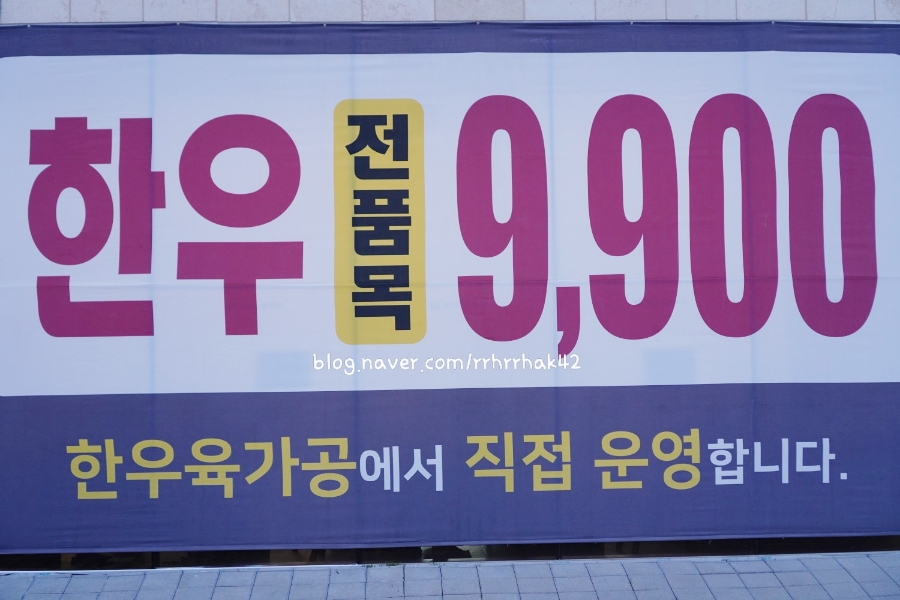 한우 전품목 9,900
blog.naver.com/rrhrrhak42
한우육가공에서 직접 운영합니다.